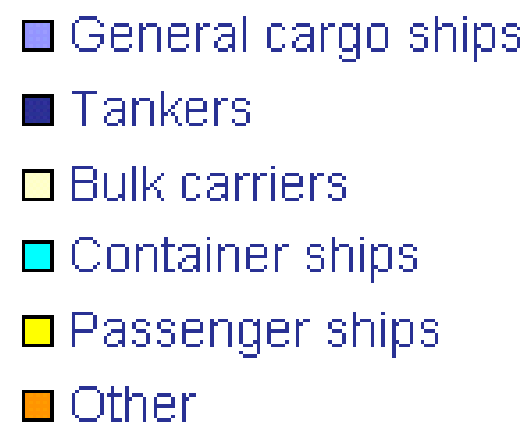 General cargo ships
Tankers
Bulk carriers
Container ships
Passenger ships
Other